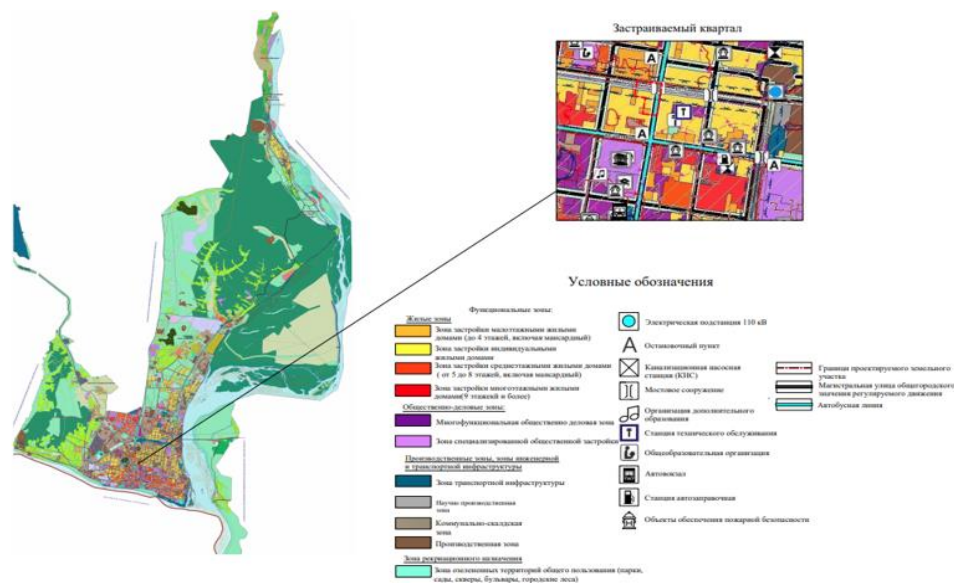 Застраиваемый квартал
Условные обозначения
Функциональные зоны:
Жилые зоны
Зона застройки малоэтажными жилыми
домами (до 4 этажей, включая мансардный)
Зона застройки индивидуальными
жилыми домами
Зона застройки среднеэтажными жилыми домами
( от 5 до 8 этажей, включая мансардный)
Зона застройки многоэтажными жилыми
домами(9 этажей и более)
Общественно-деловые зоны:
Многофункциональная общественно деловая зона
Зона специализированной общественной застройки
Производственные зоны, зоны инженерной
и транспортной инфраструктуры
Зона транспортной инфраструктуры
Научно производственная
зона
Коммунально-складская
зона
Производственная зона
Зона рекреационного назначения
Зона озелененных территорий общего пользования (парки,
сады, скверы, бульвары, городские леса)
Электрическая подстанция 110 кВ
А
Остановочный пункт
Канализационная насосная
станция (КНС)
Мостовое сооружение
Организация дополнительного
образования
Станция технического обслуживания
Общеобразовательная организация
Автовокзал
Станция автозаправочная
Объекты обеспечения пожарной безопасности
Границы проектируемого земельного
участка
Магистральная улица общегородского
значения регулируемого движения
Автобусная линия